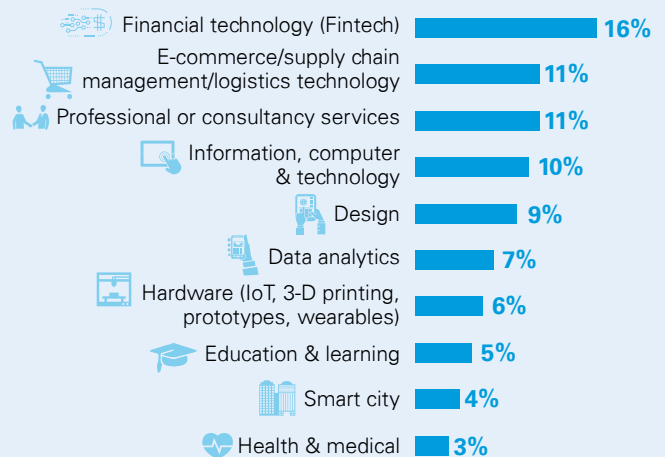 Financial technology (Fintech) 16%
E-commerce/supply chain
management/logistics technology 11%
Professional or consultancy services 11%
Information, computer
& technology 10%
Design 9%
Data analytics 7%
Hardware (IoT, 3-D printing,
prototypes, wearables) 6%
Education & learning 5%
Smart city 4%
Health & medical 3%